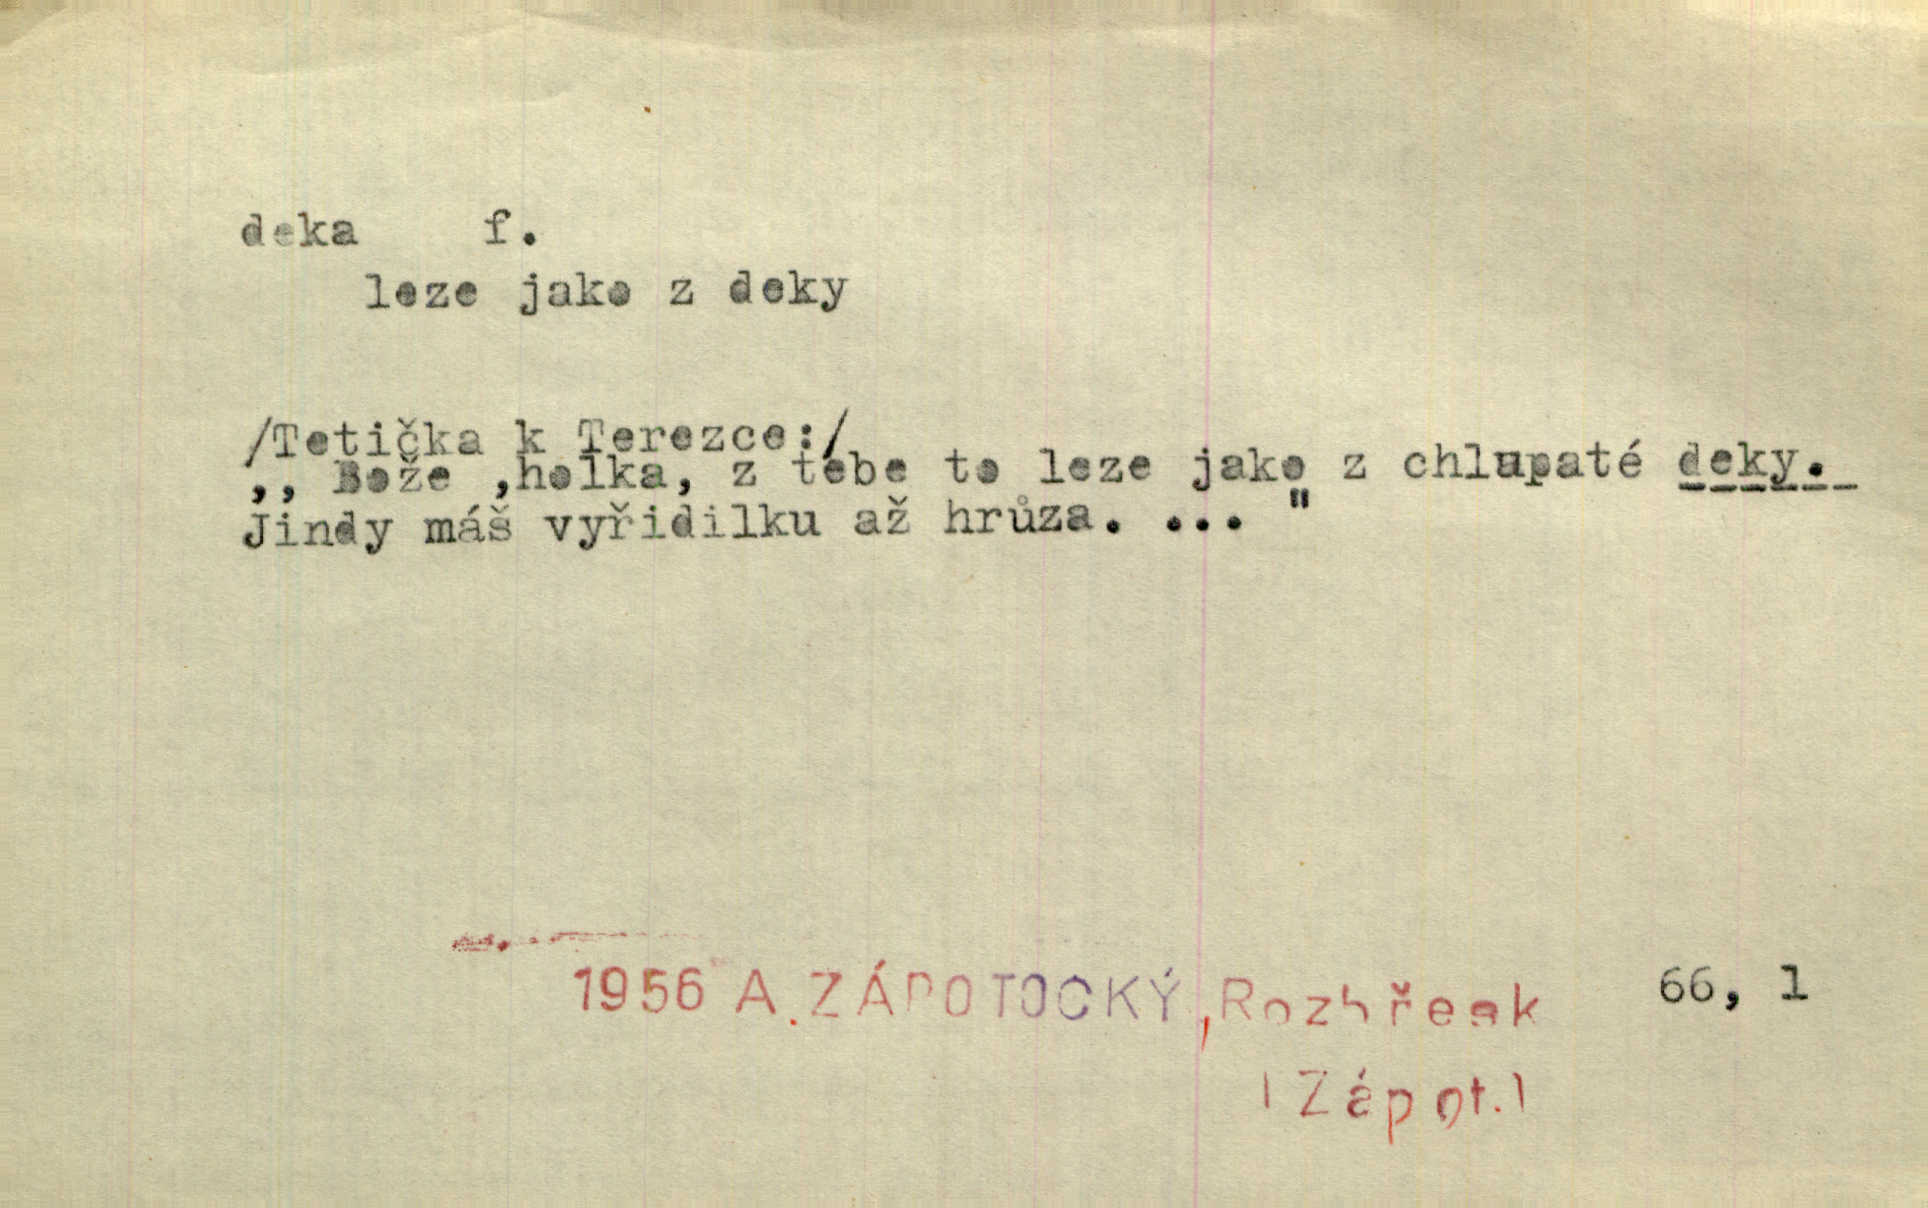 deka f.
leze jako z deky
/Tetička k Terezce:/
,, Bože ,holka, z tebe to leze jako z chlupaté deky.
Jindy máš vyřidilku až hrůza. ... "
1956 A. ZÁPOTOCKÝ, Rozbřesk 66, 1
(Zápot.)